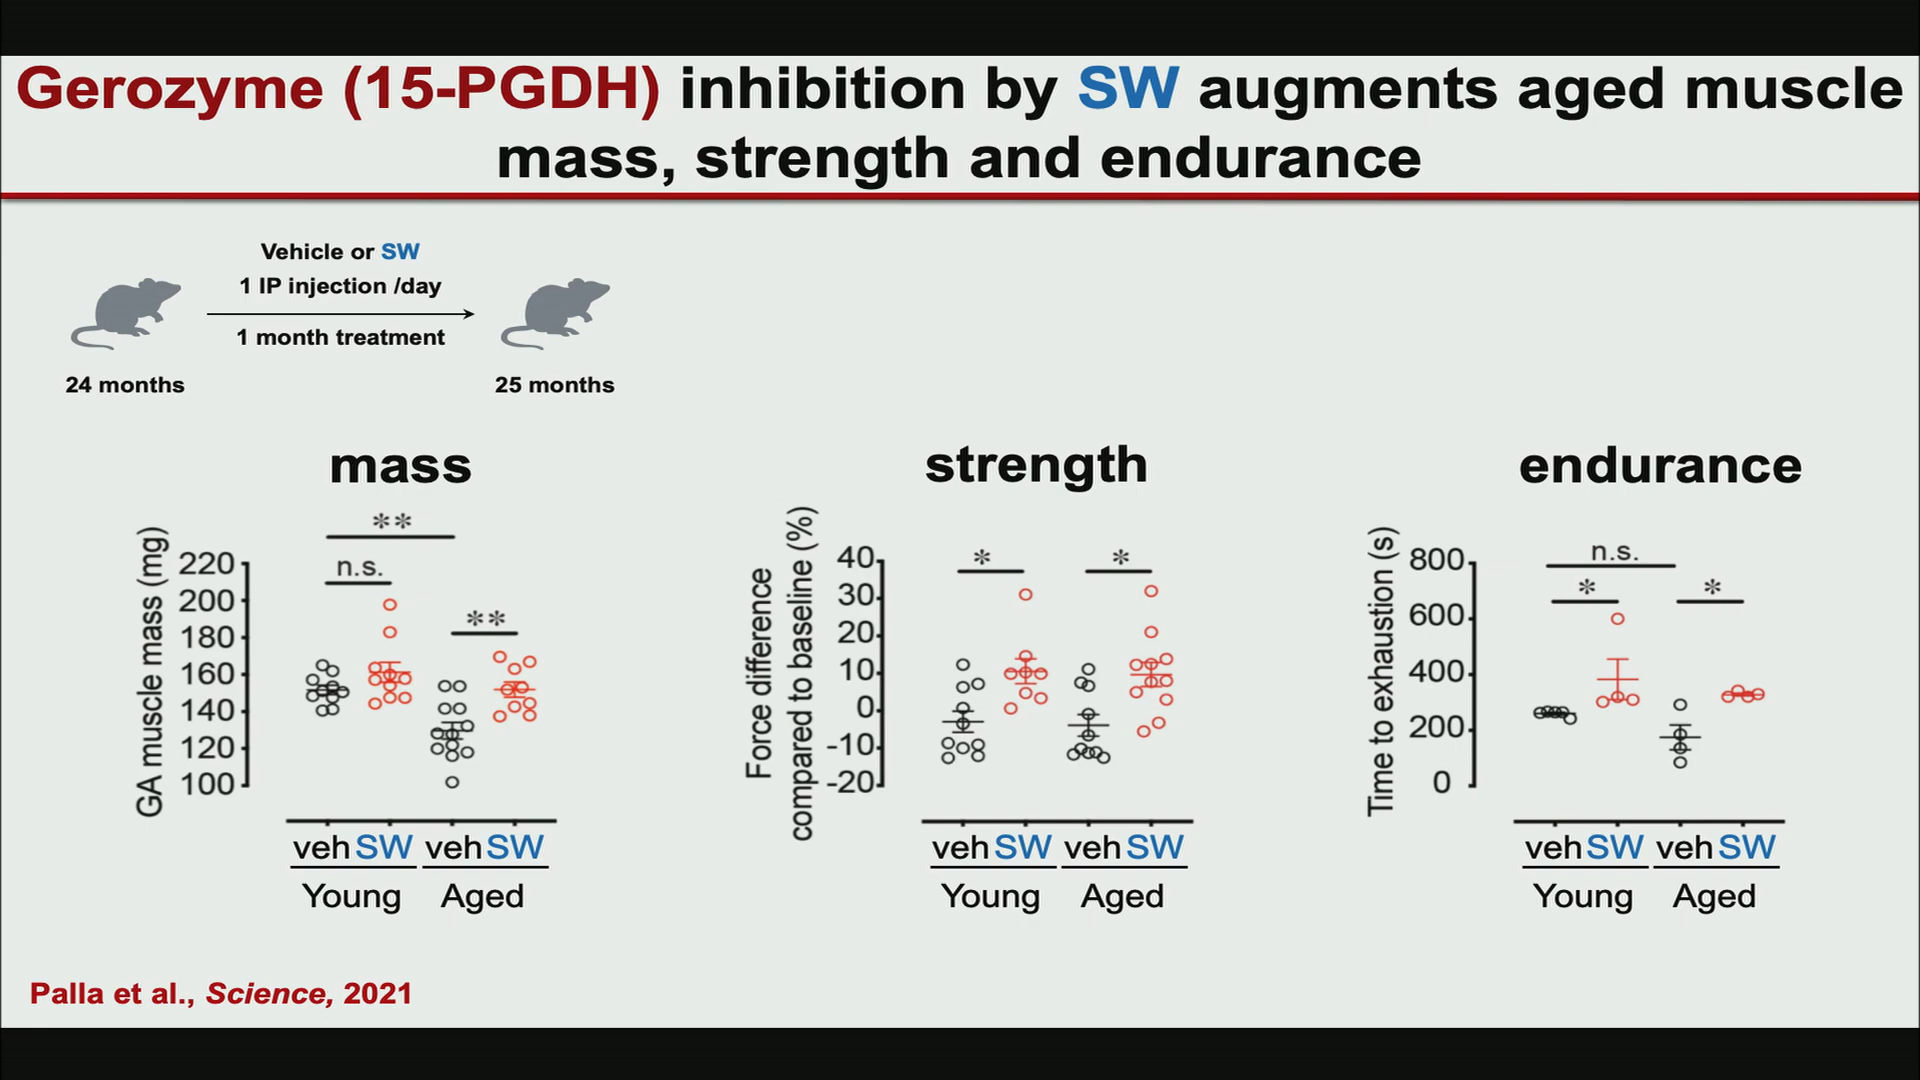 Gerozyme (15-PGDH) inhibition by SW augments aged muscle
mass, strength and endurance
Vehicle or SW
1 IP injection /day
1 month treatment
24 months
25 months
mass
GA muscle mass (mg)
220
200
180
160
140
120
100
**
n.s.
**
veh SW veh SW
Young Aged
strength
Force difference
compared to baseline (%)
40
30
20
10
0
-10
-20
*
*
veh SW veh SW
Young Aged
endurance
Time to exhaustion (s)
800
600
400
200
0
n.s.
*
*
veh SW veh SW
Young Aged
Palla et al., Science, 2021